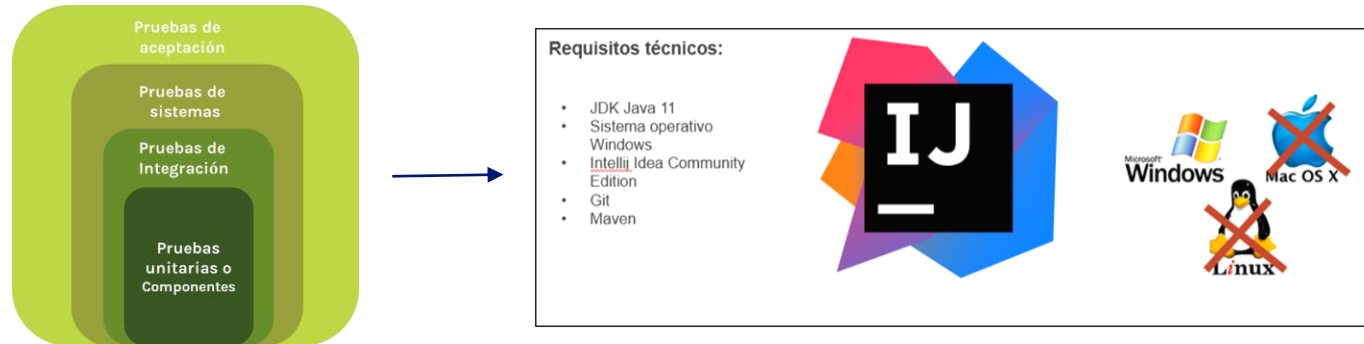 Pruebas de
aceptación
Pruebas de
sistemas
Pruebas de
Integración
Pruebas
unitarias o
Componentes
Requisitos técnicos:
• JDK Java 11
• Sistema operativo
Windows
• Intellij Idea Community
Edition
• Git
• Maven
IJ
Microsoft
Windows
Mac OS X
Linux